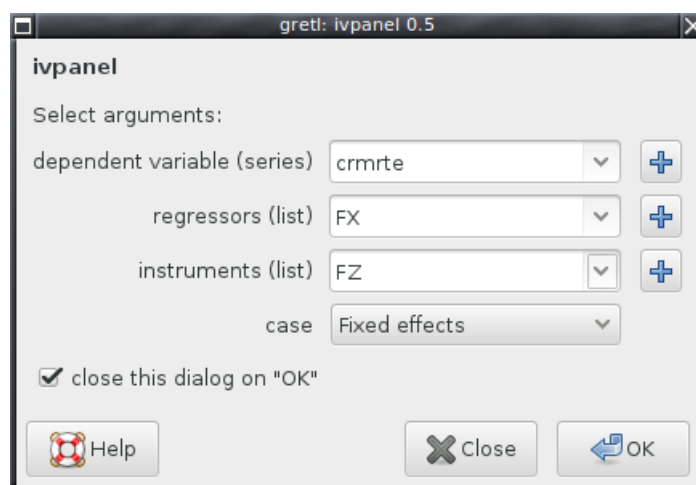 gretl: ivpanel 0.5
ivpanel
Select arguments:
dependent variable (series) crmrte
regressors (list) FX
instruments (list) FZ
case Fixed effects
close this dialog on "OK"
Help Close OK